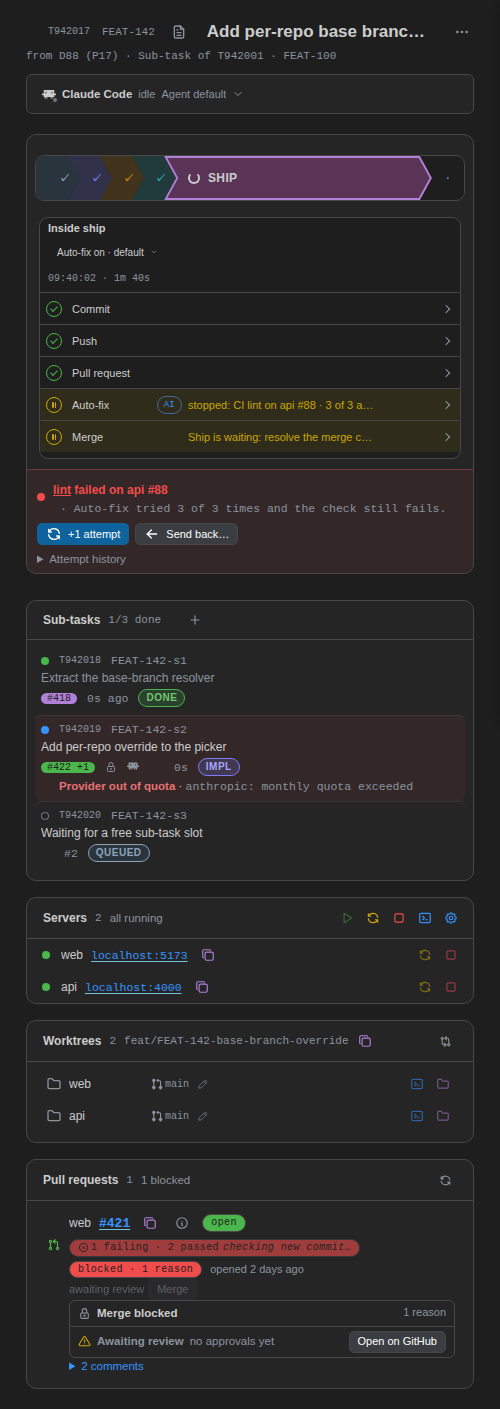 T942017 FEAT-142 Add per-repo base branc…
from D88 (P17) · Sub-task of T942001 · FEAT-100
Claude Code idle Agent default
SHIP
Inside ship
Auto-fix on · default
09:40:02 · 1m 40s
Commit
Push
Pull request
Auto-fix AI stopped: CI lint on api #88 · 3 of 3 a…
Merge Ship is waiting: resolve the merge c…
lint failed on api #88
· Auto-fix tried 3 of 3 times and the check still fails.
+1 attempt Send back…
Attempt history
Sub-tasks 1/3 done
T942018 FEAT-142-s1
Extract the base-branch resolver
#418 0s ago DONE
T942019 FEAT-142-s2
Add per-repo override to the picker
#422 +1 0s IMPL
Provider out of quota · anthropic: monthly quota exceeded
T942020 FEAT-142-s3
Waiting for a free sub-task slot
#2 QUEUED
Servers 2 all running
web localhost:5173
api localhost:4000
Worktrees 2 feat/FEAT-112-base-branch-override
web main
api main
Pull requests 1 1 blocked
web #421 open
1 failing · 2 passed checking new commit…
blocked · 1 reason opened 2 days ago
awaiting review Merge
Merge blocked 1 reason
Awaiting review no approvals yet Open on GitHub
2 comments